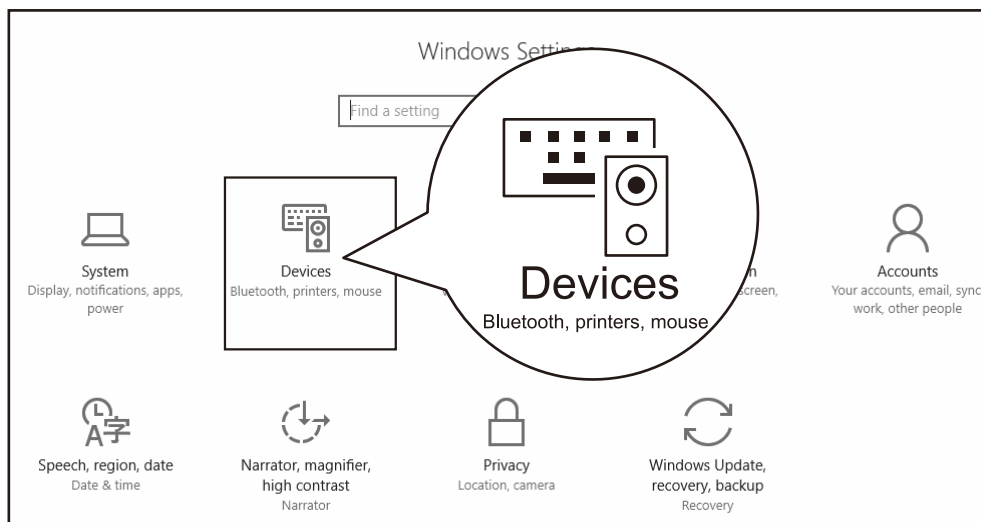 Windows Settings
Find a setting
System
Display, notifications, apps,
power
Devices
Bluetooth, printers, mouse
Devices
Bluetooth, printers, mouse
screen,
Accounts
Your accounts, email, sync
work, other people
A字
Speech, region, date
Date & time
Narrator, magnifier,
high contrast
Narrator
Privacy
Location, camera
Windows Update,
recovery, backup
Recovery